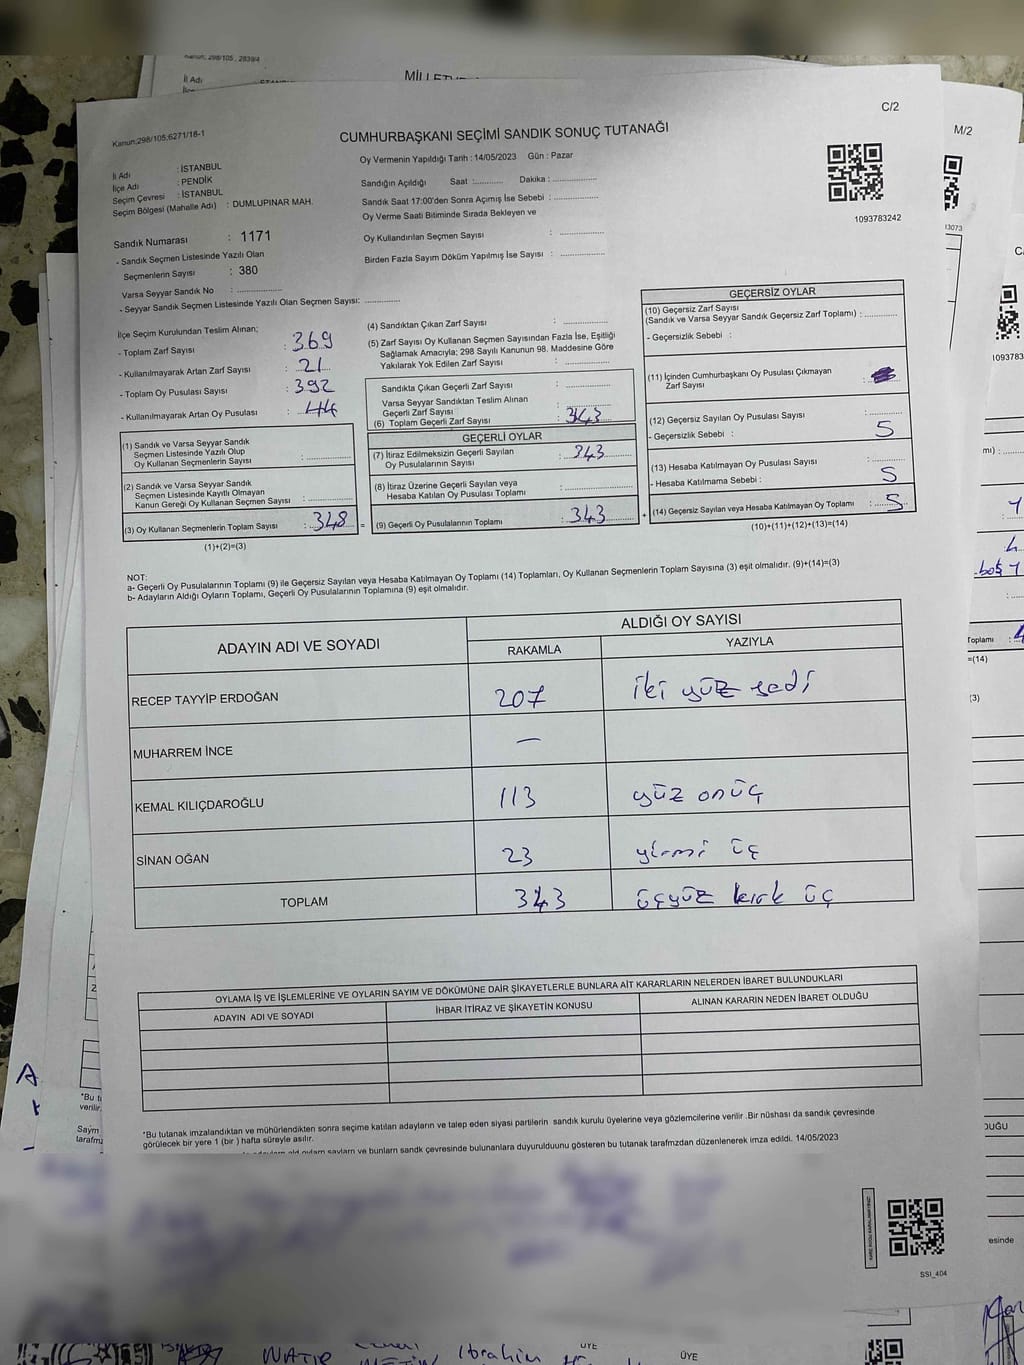 Kanun: 298/105, 2839/4
İl Adı
MİLLETV
C/2
M/2
Kanun;298/105;6271/16-1
CUMHURBAŞKANI SEÇİMİ SANDIK SONUÇ TUTANAĞI
İl Adı : İSTANBUL
İlçe Adı : PENDİK
Seçim Çevresi : İSTANBUL
Seçim Bölgesi (Mahalle Adı) : DUMLUPINAR MAH.
Oy Vermenin Yapıldığı Tarih : 14/05/2023 Gün : Pazar
Sandığın Açıldığı Saat :........... Dakika :....................
Sandık Saat 17:00'den Sonra Açımış İse Sebebi : ....................
Oy Verme Saati Bitiminde Sırada Bekleyen ve
Oy Kullandırılan Seçmen Sayısı : ....................
Birden Fazla Sayım Döküm Yapılmış İse Sayısı : ....................
1093783242
Sandık Numarası : 1171
- Sandık Seçmen Listesinde Yazılı Olan
Seçmenlerin Sayısı : 380
Varsa Seyyar Sandık No : ....................
- Seyyar Sandık Seçmen Listesinde Yazılı Olan Seçmen Sayısı: ...............
İlçe Seçim Kurulundan Teslim Alınan;
- Toplam Zarf Sayısı : 369
- Kullanılmayarak Artan Zarf Sayısı : 21
- Toplam Oy Pusulası Sayısı : 392
- Kullanılmayarak Artan Oy Pusulası : 44
(1) Sandık ve Varsa Seyyar Sandık
Seçmen Listesinde Yazılı Olup
Oy Kullanan Seçmenlerin Sayısı :....................
(2) Sandık ve Varsa Seyyar Sandık
Seçmen Listesinde Kayıtlı Olmayan
Kanun Gereği Oy Kullanan Seçmen Sayısı :....................
(3) Oy Kullanan Seçmenlerin Toplam Sayısı : 348
(1)+(2)=(3)
(4) Sandıktan Çıkan Zarf Sayısı : ....................
(5) Zarf Sayısı Oy Kullanan Seçmen Sayısından Fazla İse, Eşitliği
Sağlamak Amacıyla; 298 Sayılı Kanunun 98. Maddesine Göre
Yakılarak Yok Edilen Zarf Sayısı : ....................
Sandıkta Çıkan Geçerli Zarf Sayısı : ....................
Varsa Seyyar Sandıktan Teslim Alınan
Geçerli Zarf Sayısı : ....................
(6) Toplam Geçerli Zarf Sayısı : 343
GEÇERLİ OYLAR
(7) İtiraz Edilmeksizin Geçerli Sayılan
Oy Pusulalarının Sayısı : 343
(8) İtiraz Üzerine Geçerli Sayılan veya
Hesaba Katılan Oy Pusulası Toplamı :....................
= (9) Geçerli Oy Pusulalarının Toplamı : 343
GEÇERSİZ OYLAR
(10) Geçersiz Zarf Sayısı
(Sandık ve Varsa Seyyar Sandık Geçersiz Zarf Toplamı) : ............
- Geçersizlik Sebebi :
(11) İçinden Cumhurbaşkanı Oy Pusulası Çıkmayan
Zarf Sayısı
(12) Geçersiz Sayılan Oy Pusulası Sayısı :............
- Geçersizlik Sebebi : 5
(13) Hesaba Katılmayan Oy Pusulası Sayısı :............
- Hesaba Katılmama Sebebi : 5
+ (14) Geçersiz Sayılan veya Hesaba Katılmayan Oy Toplamı : 5
(10)+(11)+(12)+(13)=(14)
NOT:
a- Geçerli Oy Pusulalarının Toplamı (9) ile Geçersiz Sayılan veya Hesaba Katılmayan Oy Toplamı (14) Toplamları, Oy Kullanan Seçmenlerin Toplam Sayısına (3) eşit olmalıdır. (9)+(14)=(3)
b- Adayların Aldığı Oyların Toplamı, Geçerli Oy Pusulalarının Toplamına (9) eşit olmalıdır.
ADAYIN ADI VE SOYADI ALDIĞI OY SAYISI
RAKAMLA YAZIYLA
RECEP TAYYİP ERDOĞAN 207 iki yüz yedi
MUHARREM İNCE —
KEMAL KILIÇDAROĞLU 113 yüz onüç
SİNAN OĞAN 23 yirmi üç
TOPLAM 343 üçyüz kırk üç
OYLAMA İŞ VE İŞLEMLERİNE VE OYLARIN SAYIM VE DÖKÜMÜNE DAİR ŞİKAYETLERLE BUNLARA AİT KARARLARIN NELERDEN İBARET BULUNDUKLARI
ADAYIN ADI VE SOYADI İHBAR İTİRAZ VE ŞİKAYETİN KONUSU ALINAN KARARIN NEDEN İBARET OLDUĞU
*Bu tutanak imzalandıktan ve mühürlendikten sonra seçime katılan adayların ve talep eden siyasi partilerin sandık kurulu üyelerine veya gözlemcilerine verilir .Bir nüshası da sandık çevresinde
görülecek bir yere 1 (bir ) hafta süreyle asılır.
14/05/2023
SSI_404
ÜYE
ÜYE